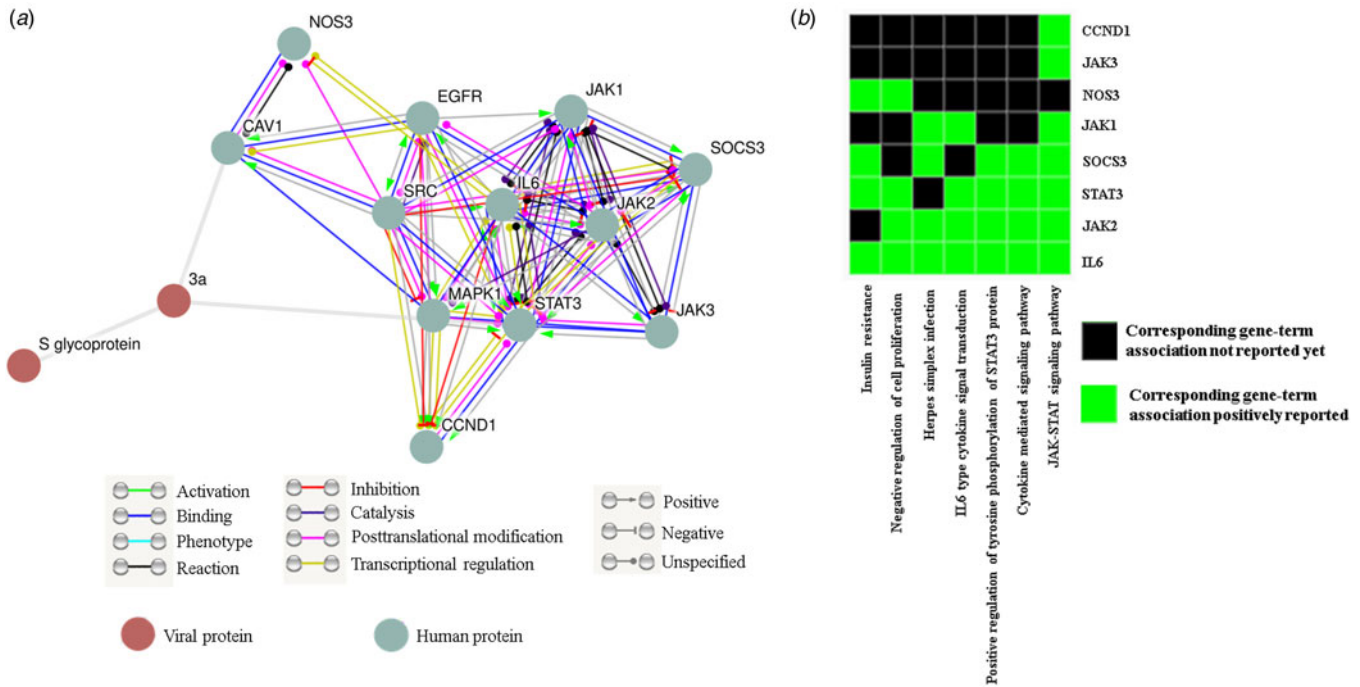 (a)
NOS3
EGFR
JAK1
CAV1
SOCS3
SRC
IL6
JAK2
3a
MAPK1
STAT3
JAK3
S glycoprotein
CCND1
Activation
Binding
Phenotype
Reaction
Inhibition
Catalysis
Posttranslational modification
Transcriptional regulation
Positive
Negative
Unspecified
Viral protein
Human protein
(b)
CCND1
JAK3
NOS3
JAK1
SOCS3
STAT3
JAK2
IL6
Insulin resistance
Negative regulation of cell proliferation
Herpes simplex infection
IL6 type cytokine signal transduction
Positive regulation of tyrosine phosphorylation of STAT3 protein
Cytokine mediated signaling pathway
JAK-STAT signaling pathway
Corresponding gene-term
association not reported yet
Corresponding gene-term
association positively reported